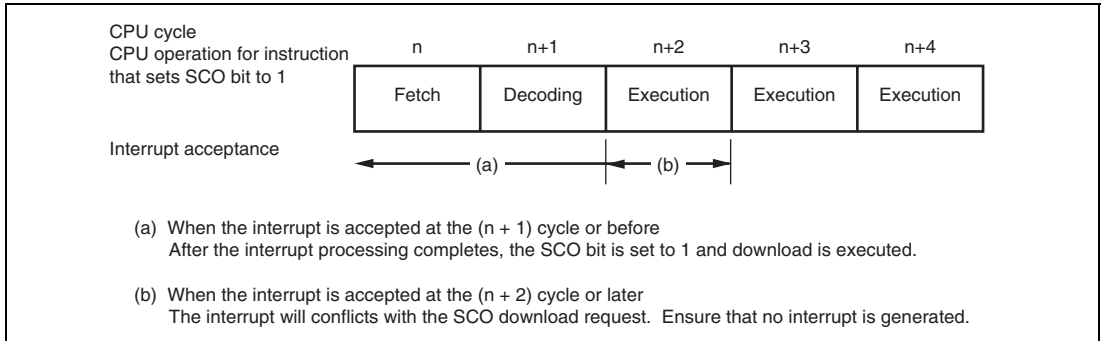 CPU cycle
CPU operation for instruction
that sets SCO bit to 1
n n+1 n+2 n+3 n+4
Fetch Decoding Execution Execution Execution
Interrupt acceptance
(a) (b)
(a) When the interrupt is accepted at the (n + 1) cycle or before
After the interrupt processing completes, the SCO bit is set to 1 and download is executed.
(b) When the interrupt is accepted at the (n + 2) cycle or later
The interrupt will conflicts with the SCO download request. Ensure that no interrupt is generated.